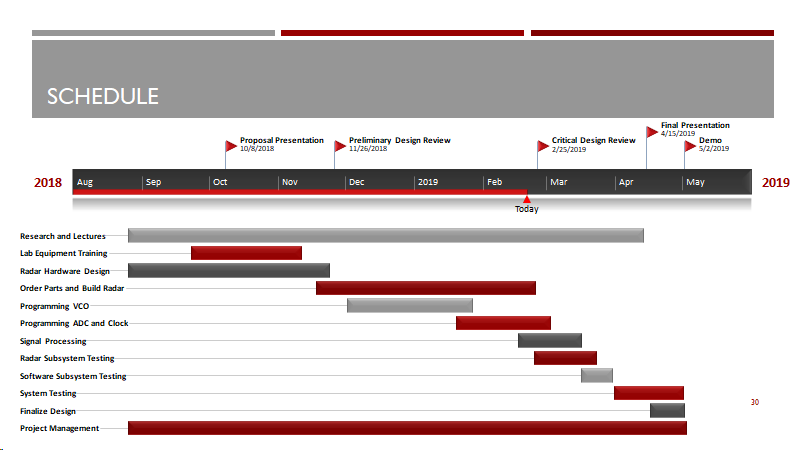 SCHEDULE
Final Presentation
4/15/2019
Proposal Presentation
10/8/2018
Preliminary Design Review
11/26/2018
Critical Design Review
2/25/2019
Demo
5/2/2019
2018 Aug Sep Oct Nov Dec 2019 Feb Mar Apr May 2019
Today
Research and Lectures
Lab Equipment Training
Radar Hardware Design
Order Parts and Build Radar
Programming VCO
Programming ADC and Clock
Signal Processing
Radar Subsystem Testing
Software Subsystem Testing
System Testing
30
Finalize Design
Project Management